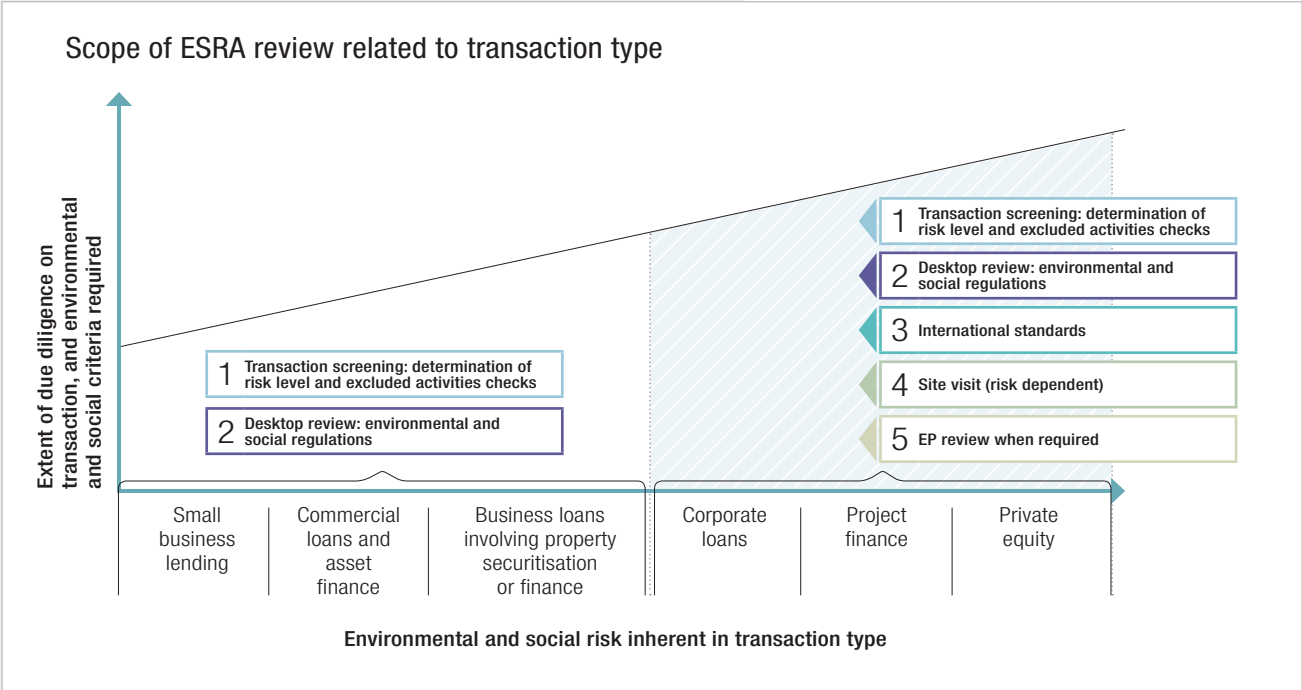 Scope of ESRA review related to transaction type
Extent of due diligence on
transaction, and environmental
and social criteria required
1
Transaction screening: determination of
risk level and excluded activities checks
2
Desktop review: environmental and
social regulations
1
Transaction screening: determination of
risk level and excluded activities checks
2
Desktop review: environmental and
social regulations
3
International standards
4
Site visit (risk dependent)
5
EP review when required
Small
business
lending
Commercial
loans and
asset
finance
Business loans
involving property
securitisation
or finance
Corporate
loans
Project
finance
Private
equity
Environmental and social risk inherent in transaction type